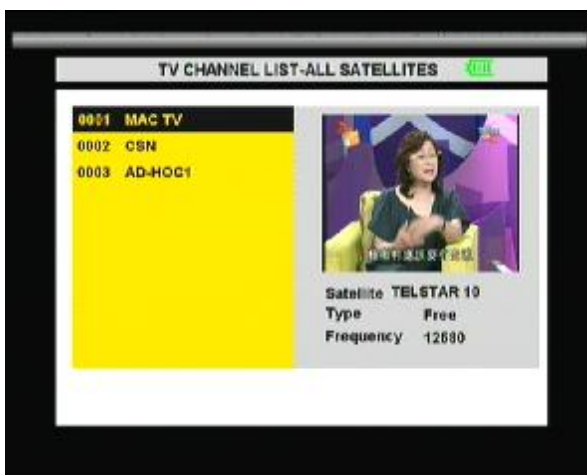 TV CHANNEL LIST-ALL SATELLITES
0001 MAC TV
0002 CSN
0003 AD-HOC1
Satellite TELSTAR 10
Type Free
Frequency 12680